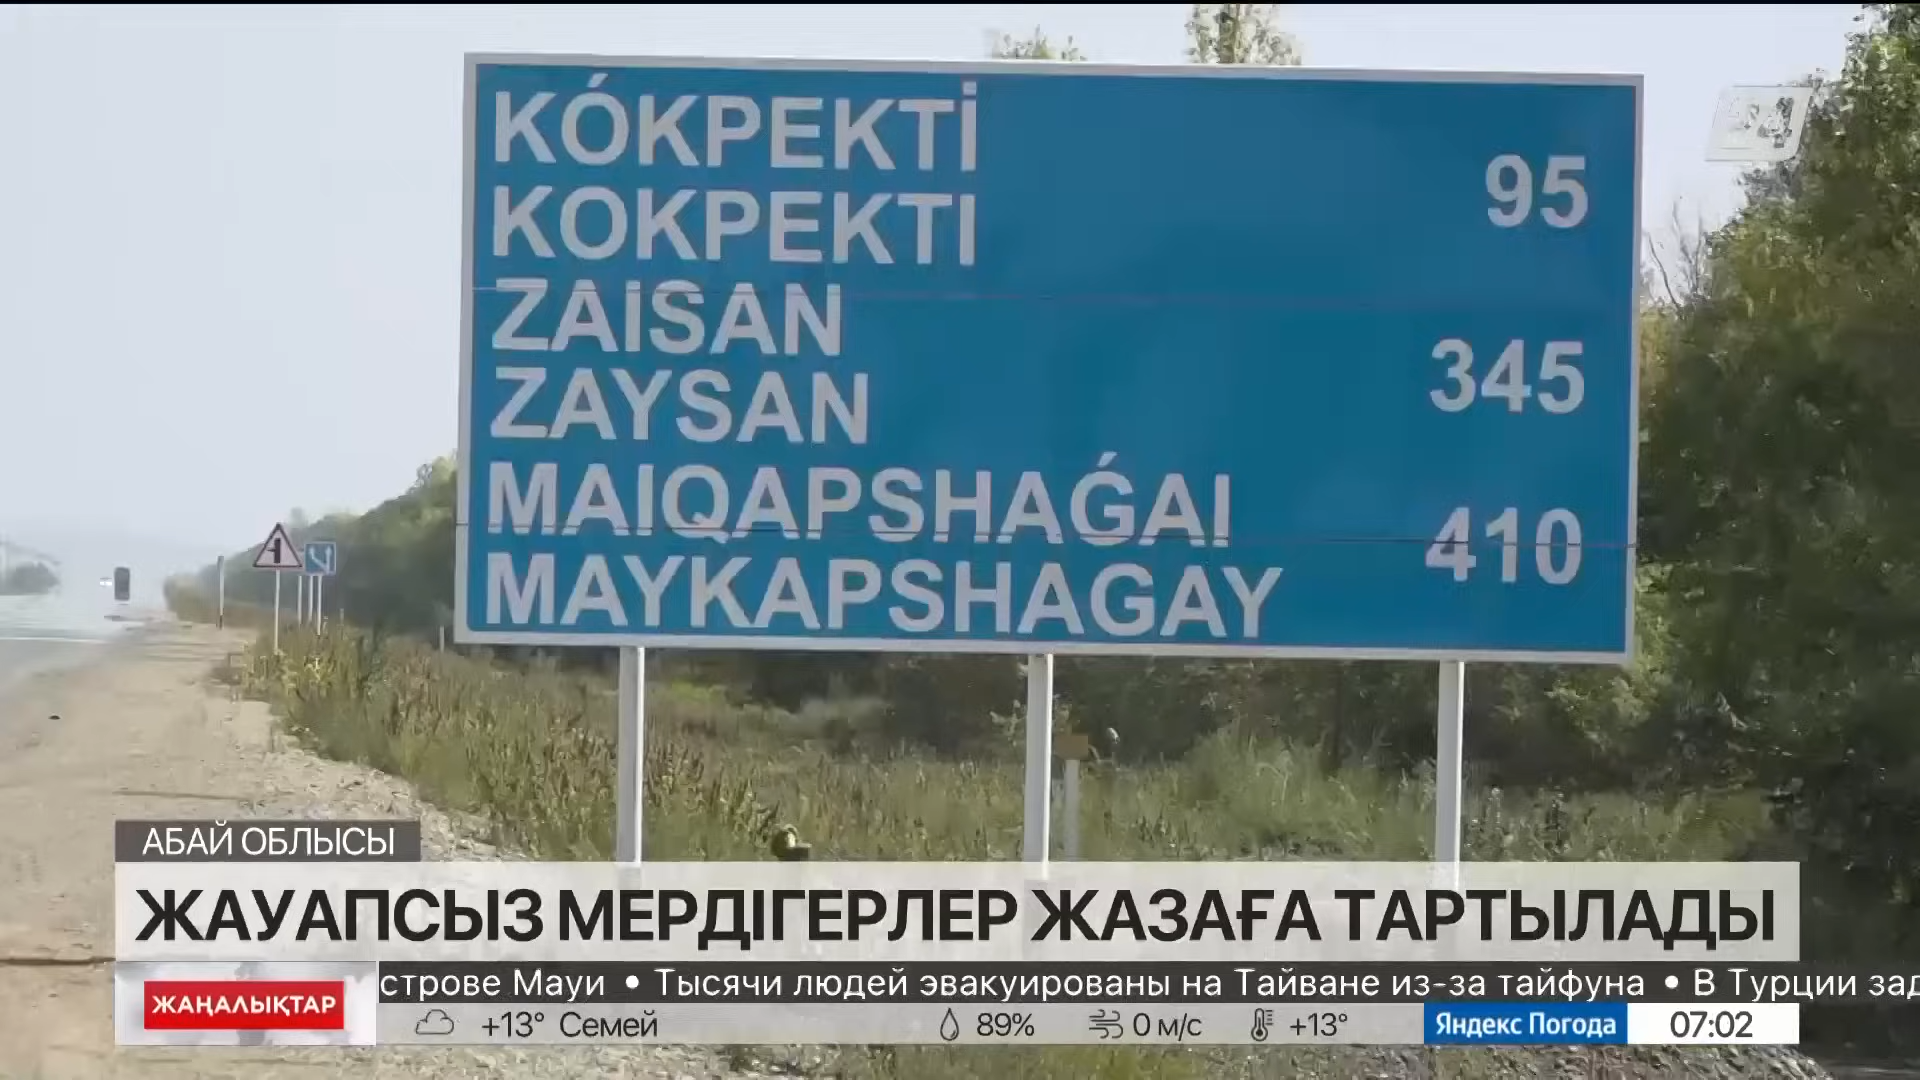 KÓKPEKTİ
KOKPEKTI
95
ZAISAN
ZAYSAN
345
MAIQAPSHAǴAI
MAYKAPSHAGAY
410
24
АБАЙ ОБЛЫСЫ
ЖАУАПСЫЗ МЕРДІГЕРЛЕР ЖАЗАҒА ТАРТЫЛАДЫ
ЖАҢАЛЫҚТАР
строве Мауи • Тысячи людей эвакуированы на Тайване из-за тайфуна • В Турции зад
+13° Семей 89% 0 м/с +13° Яндекс Погода 07:02